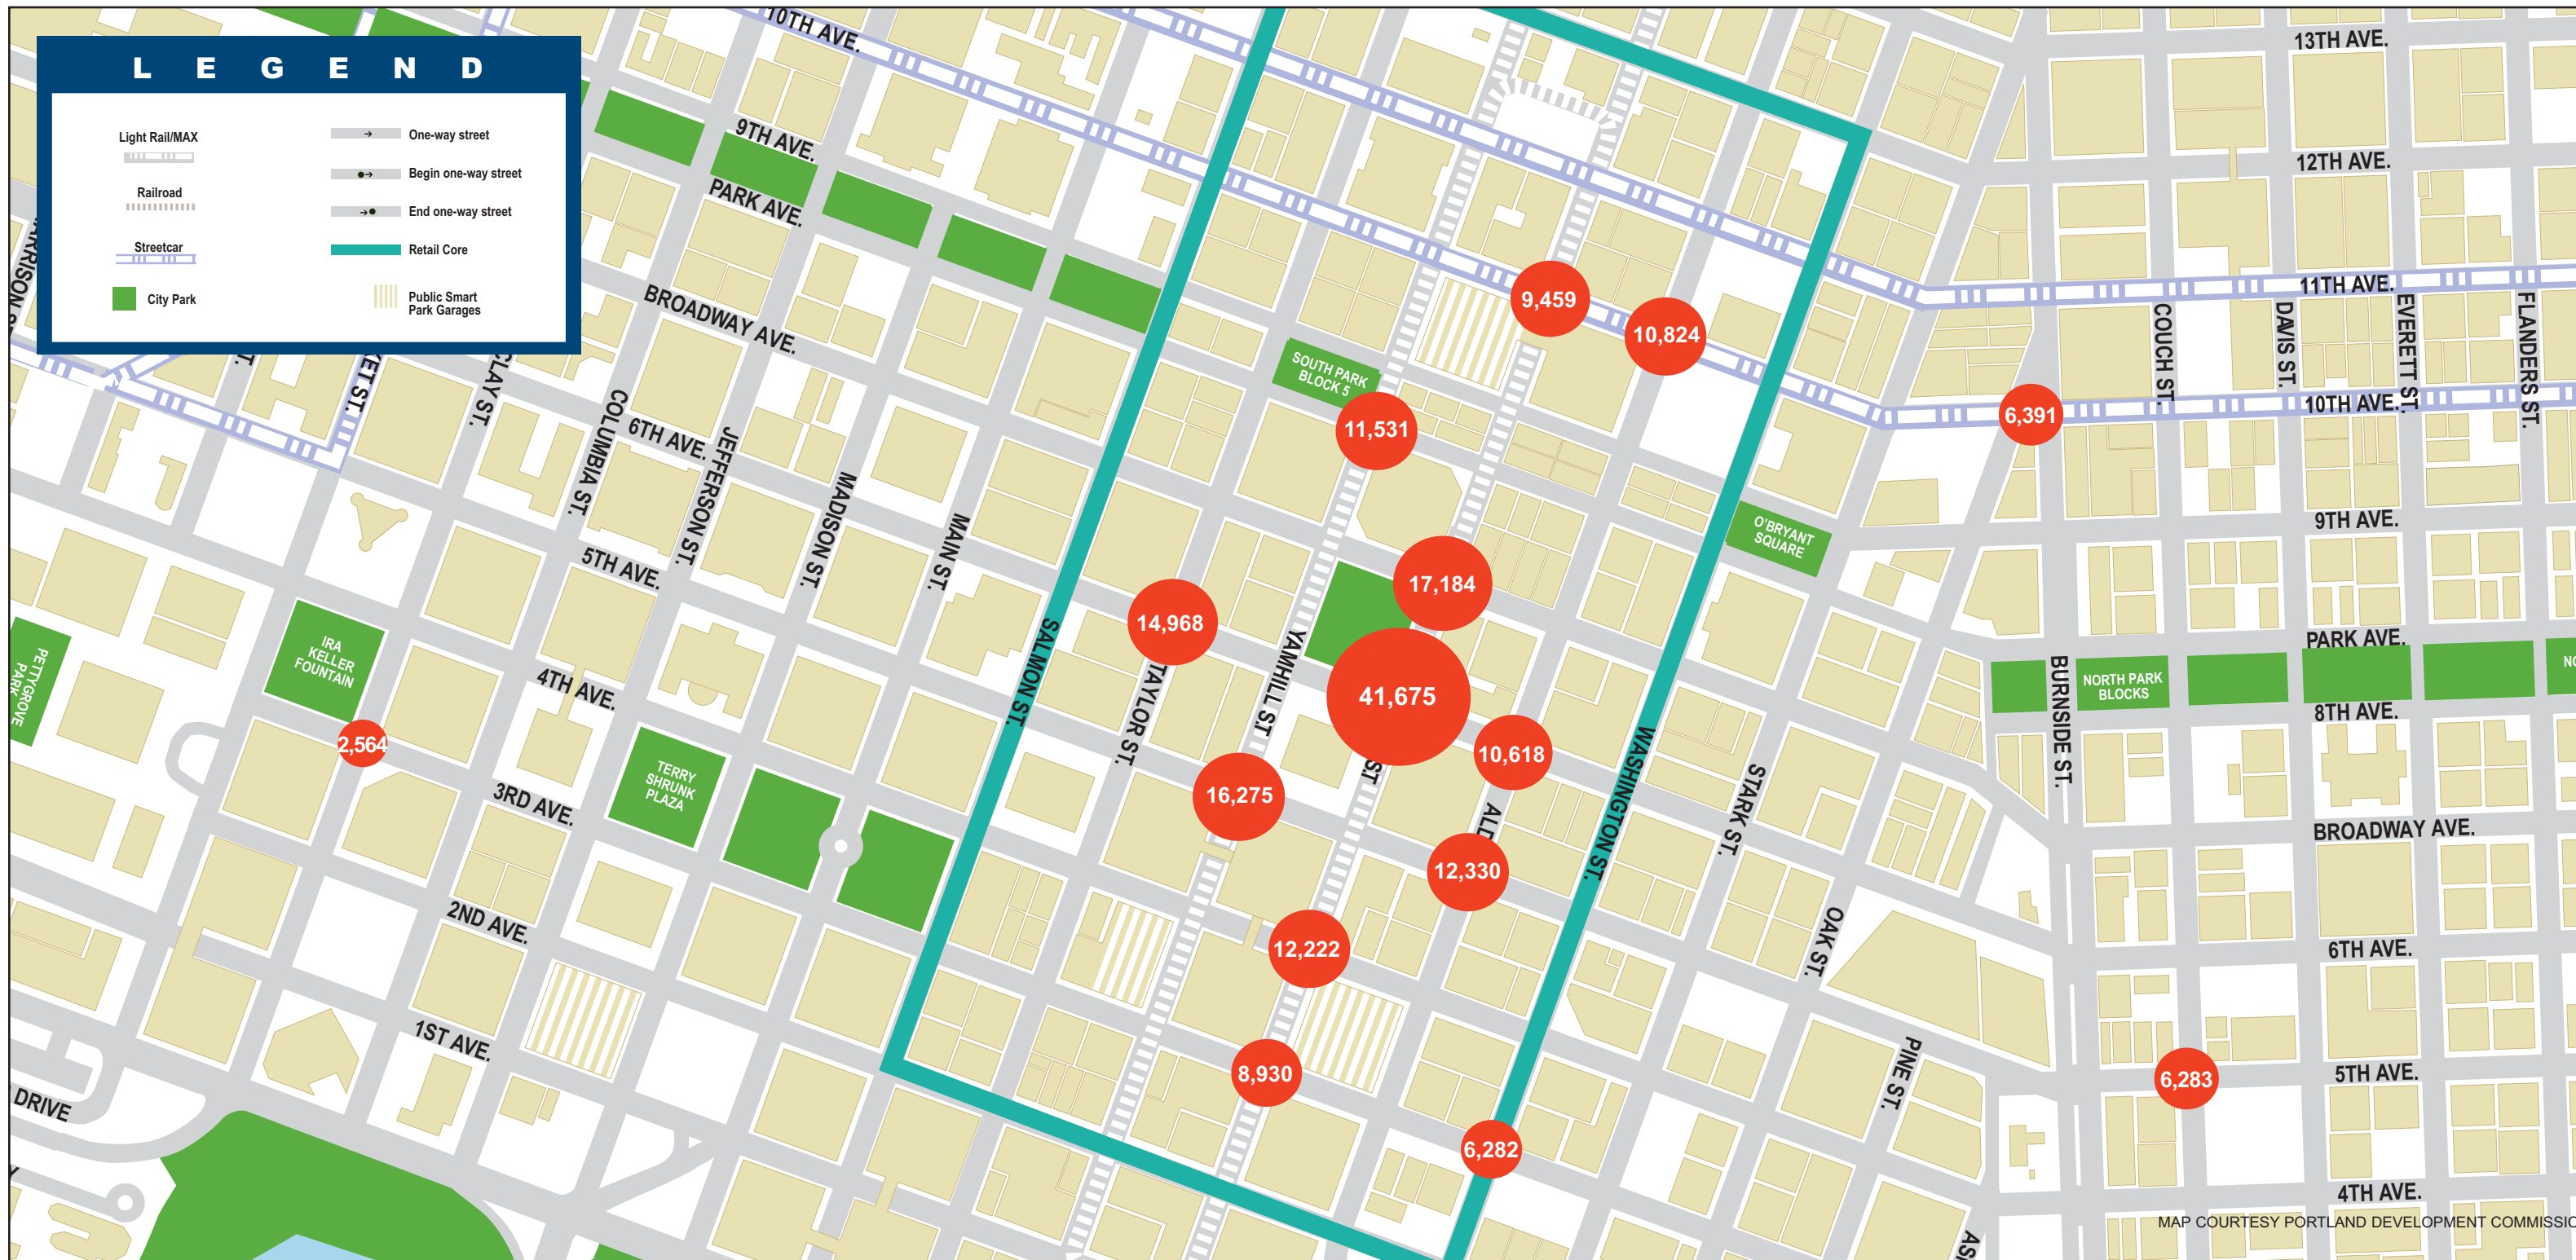 LEGEND
Light Rail/MAX
Railroad
Streetcar
City Park
One-way street
Begin one-way street
End one-way street
Retail Core
Public Smart
Park Garages
10TH AVE.
9TH AVE.
PARK AVE.
BROADWAY AVE.
6TH AVE.
5TH AVE.
4TH AVE.
3RD AVE.
2ND AVE.
1ST AVE.
DRIVE
CLAY ST.
COLUMBIA ST.
JEFFERSON ST.
MADISON ST.
MAIN ST.
SALMON ST.
TAYLOR ST.
YAMHILL ST.
ST.
ALD
WASHINGTON ST.
STARK ST.
OAK ST.
PINE ST.
BURNSIDE ST.
COUCH ST.
DAVIS ST.
EVERETT ST.
FLANDERS ST.
13TH AVE.
12TH AVE.
11TH AVE.
10TH AVE.
9TH AVE.
PARK AVE.
8TH AVE.
BROADWAY AVE.
6TH AVE.
5TH AVE.
4TH AVE.
PETTYGROVE
PARK
IRA
KELLER
FOUNTAIN
TERRY
SHRUNK
PLAZA
SOUTH PARK
BLOCK 5
O'BRYANT
SQUARE
NORTH PARK
BLOCKS
9,459
10,824
6,391
11,531
17,184
14,968
41,675
2,564
10,618
16,275
12,330
12,222
8,930
6,283
6,282
MAP COURTESY PORTLAND DEVELOPMENT COMMISSIO